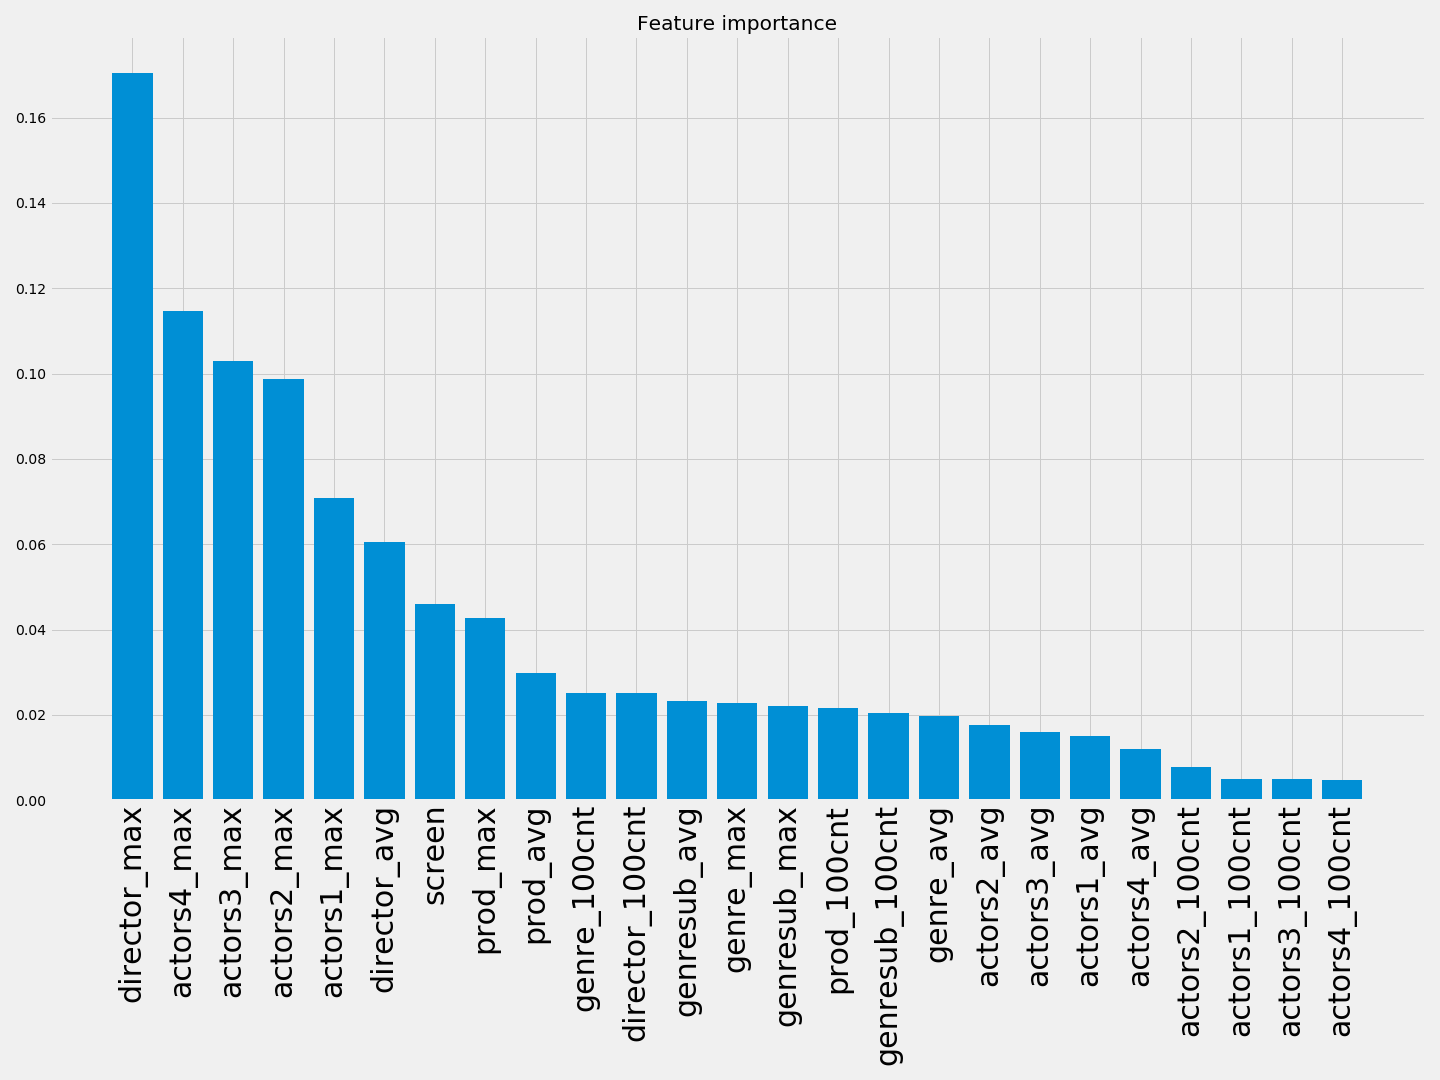 Feature importance
0.16
0.14
0.12
0.10
0.08
0.06
0.04
0.02
0.00
director_max
actors4_max
actors3_max
actors2_max
actors1_max
director_avg
screen
prod_max
prod_avg
genre_100cnt
director_100cnt
genresub_avg
genre_max
genresub_max
prod_100cnt
genresub_100cnt
genre_avg
actors2_avg
actors3_avg
actors1_avg
actors4_avg
actors2_100cnt
actors1_100cnt
actors3_100cnt
actors4_100cnt